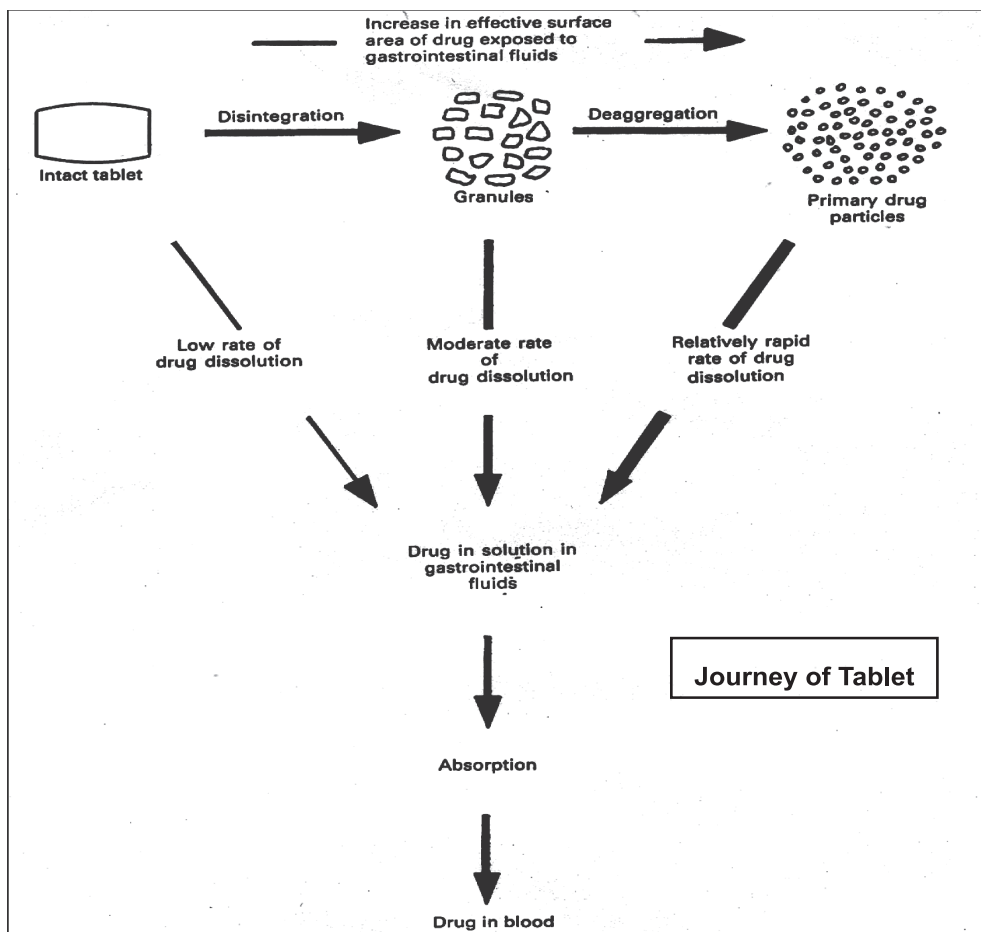 Increase in effective surface
area of drug exposed to
gastrointestinal fluids
Disintegration
Deaggregation
Intact tablet
Granules
Primary drug
particles
Low rate of
drug dissolution
Moderate rate
of
drug dissolution
Relatively rapid
rate of drug
dissolution
Drug in solution in
gastrointestinal
fluids
Journey of Tablet
Absorption
Drug in blood